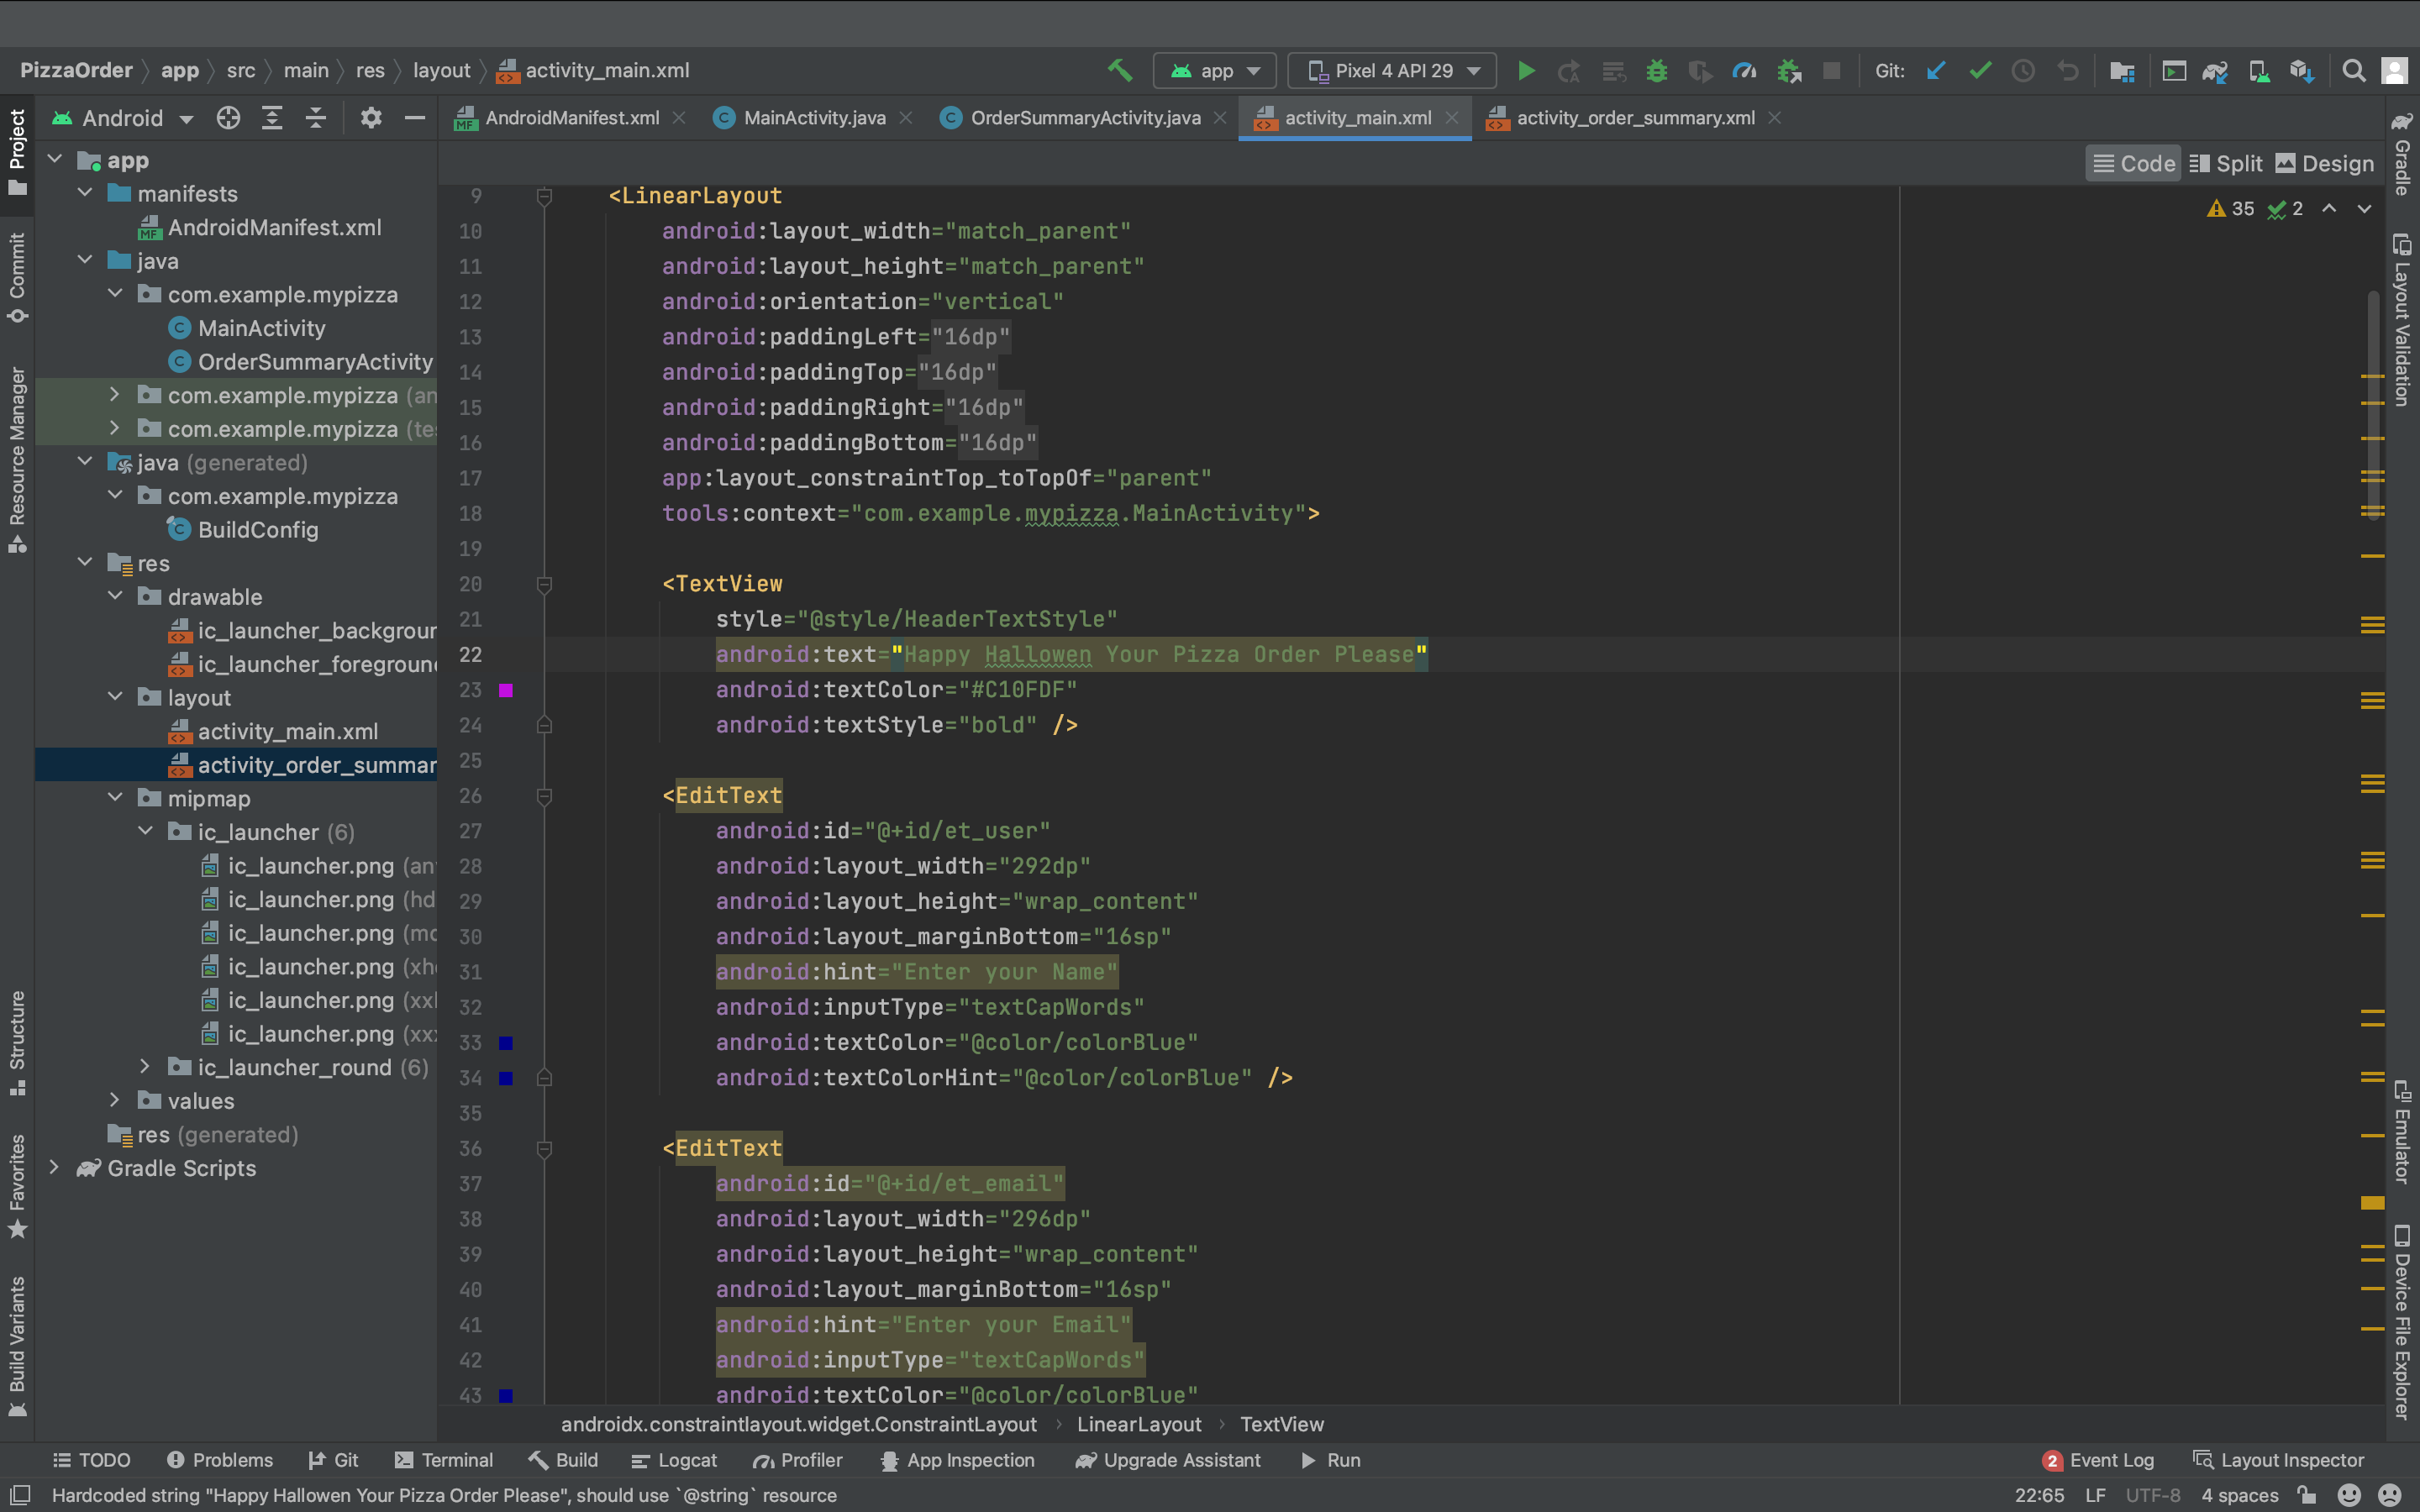 PizzaOrder app src main res layout activity_main.xml
app Pixel 4 API 29 Git:
Android
AndroidManifest.xml MainActivity.java OrderSummaryActivity.java activity_main.xml activity_order_summary.xml
Code Split Design
35 2
Project
Commit
Resource Manager
Structure
Favorites
Build Variants
app
manifests
AndroidManifest.xml
java
com.example.mypizza
MainActivity
OrderSummaryActivity
com.example.mypizza (an
com.example.mypizza (te
java (generated)
com.example.mypizza
BuildConfig
res
drawable
ic_launcher_backgroun
ic_launcher_foreground
layout
activity_main.xml
activity_order_summar
mipmap
ic_launcher (6)
ic_launcher.png (an
ic_launcher.png (hd
ic_launcher.png (mc
ic_launcher.png (xh
ic_launcher.png (xx
ic_launcher.png (xxx
ic_launcher_round (6)
values
res (generated)
Gradle Scripts
9 <LinearLayout
10 android:layout_width="match_parent"
11 android:layout_height="match_parent"
12 android:orientation="vertical"
13 android:paddingLeft="16dp"
14 android:paddingTop="16dp"
15 android:paddingRight="16dp"
16 android:paddingBottom="16dp"
17 app:layout_constraintTop_toTopOf="parent"
18 tools:context="com.example.mypizza.MainActivity">
19
20 <TextView
21 style="@style/HeaderTextStyle"
22 android:text="Happy Hallowen Your Pizza Order Please"
23 android:textColor="#C10FDF"
24 android:textStyle="bold" />
25
26 <EditText
27 android:id="@+id/et_user"
28 android:layout_width="292dp"
29 android:layout_height="wrap_content"
30 android:layout_marginBottom="16sp"
31 android:hint="Enter your Name"
32 android:inputType="textCapWords"
33 android:textColor="@color/colorBlue"
34 android:textColorHint="@color/colorBlue" />
35
36 <EditText
37 android:id="@+id/et_email"
38 android:layout_width="296dp"
39 android:layout_height="wrap_content"
40 android:layout_marginBottom="16sp"
41 android:hint="Enter your Email"
42 android:inputType="textCapWords"
43 android:textColor="@color/colorBlue"
Gradle
Layout Validation
Emulator
Device File Explorer
androidx.constraintlayout.widget.ConstraintLayout LinearLayout TextView
TODO Problems Git Terminal Build Logcat Profiler App Inspection Upgrade Assistant Run 2 Event Log Layout Inspector
Hardcoded string "Happy Hallowen Your Pizza Order Please", should use `@string` resource 22:65 LF UTF-8 4 spaces